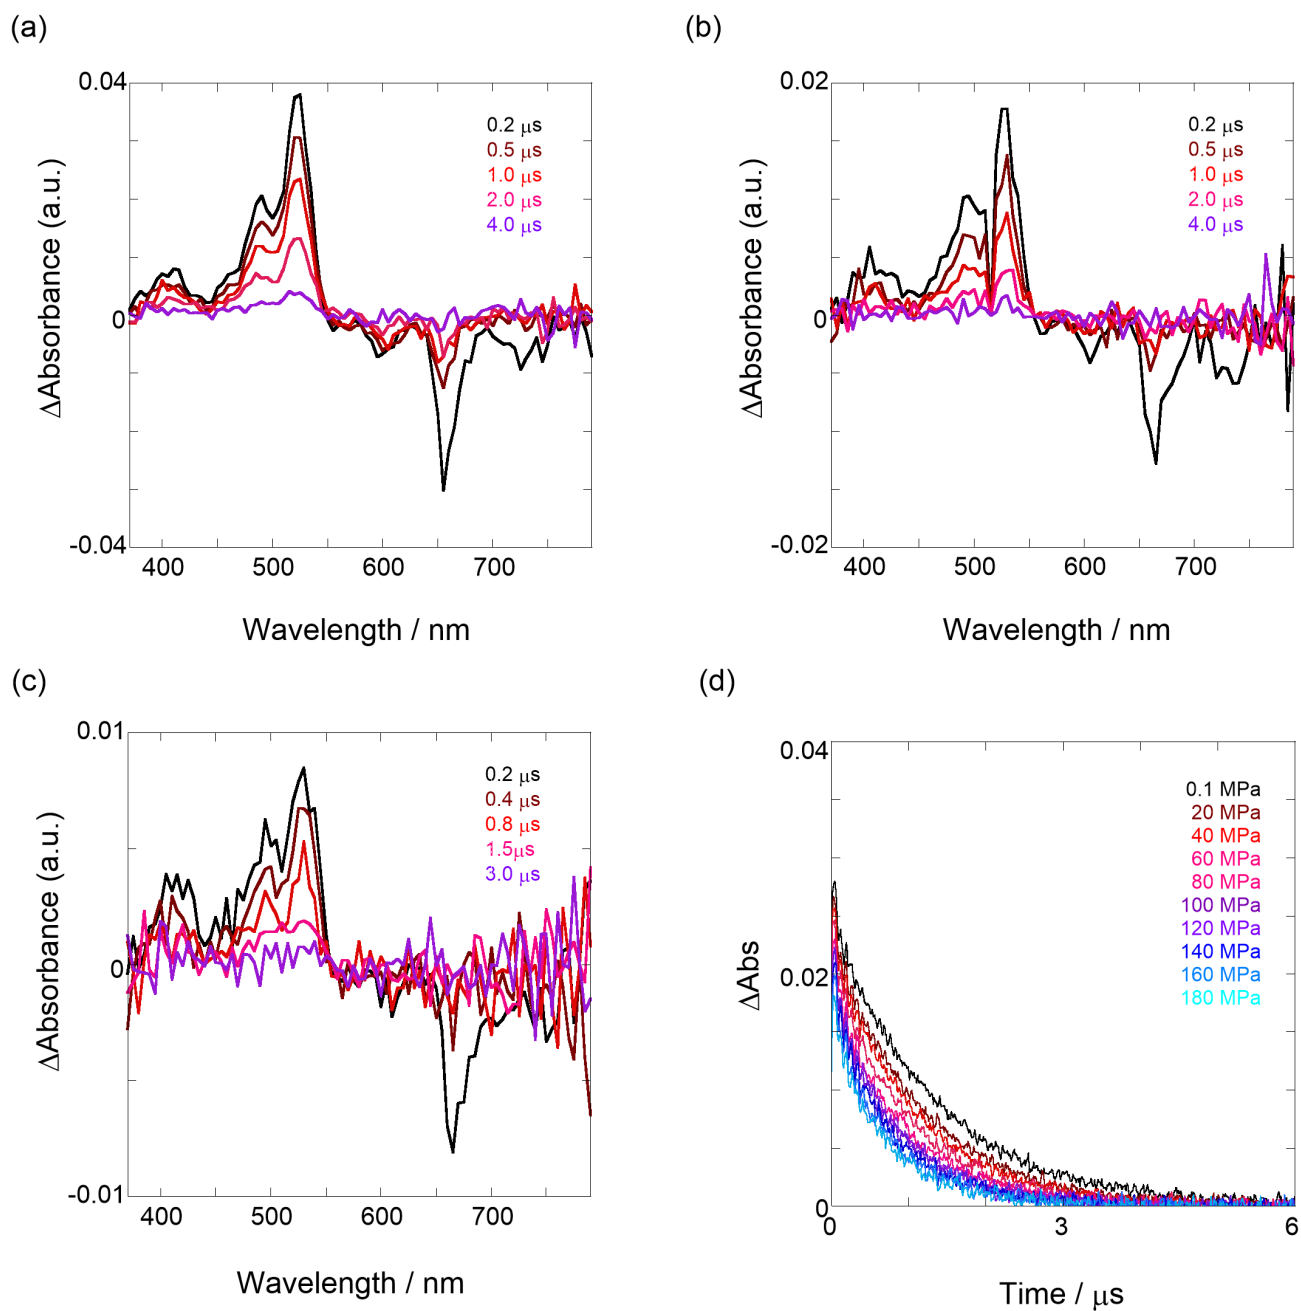 (a)
0.04
0
-0.04
ΔAbsorbance (a.u.)
0.2 μs
0.5 μs
1.0 μs
2.0 μs
4.0 μs
400 500 600 700
Wavelength / nm
(b)
0.02
0
-0.02
ΔAbsorbance (a.u.)
0.2 μs
0.5 μs
1.0 μs
2.0 μs
4.0 μs
400 500 600 700
Wavelength / nm
(c)
0.01
0
-0.01
ΔAbsorbance (a.u.)
0.2 μs
0.4 μs
0.8 μs
1.5μs
3.0 μs
400 500 600 700
Wavelength / nm
(d)
0.04
0.02
0
ΔAbs
0.1 MPa
20 MPa
40 MPa
60 MPa
80 MPa
100 MPa
120 MPa
140 MPa
160 MPa
180 MPa
0 3 6
Time / μs